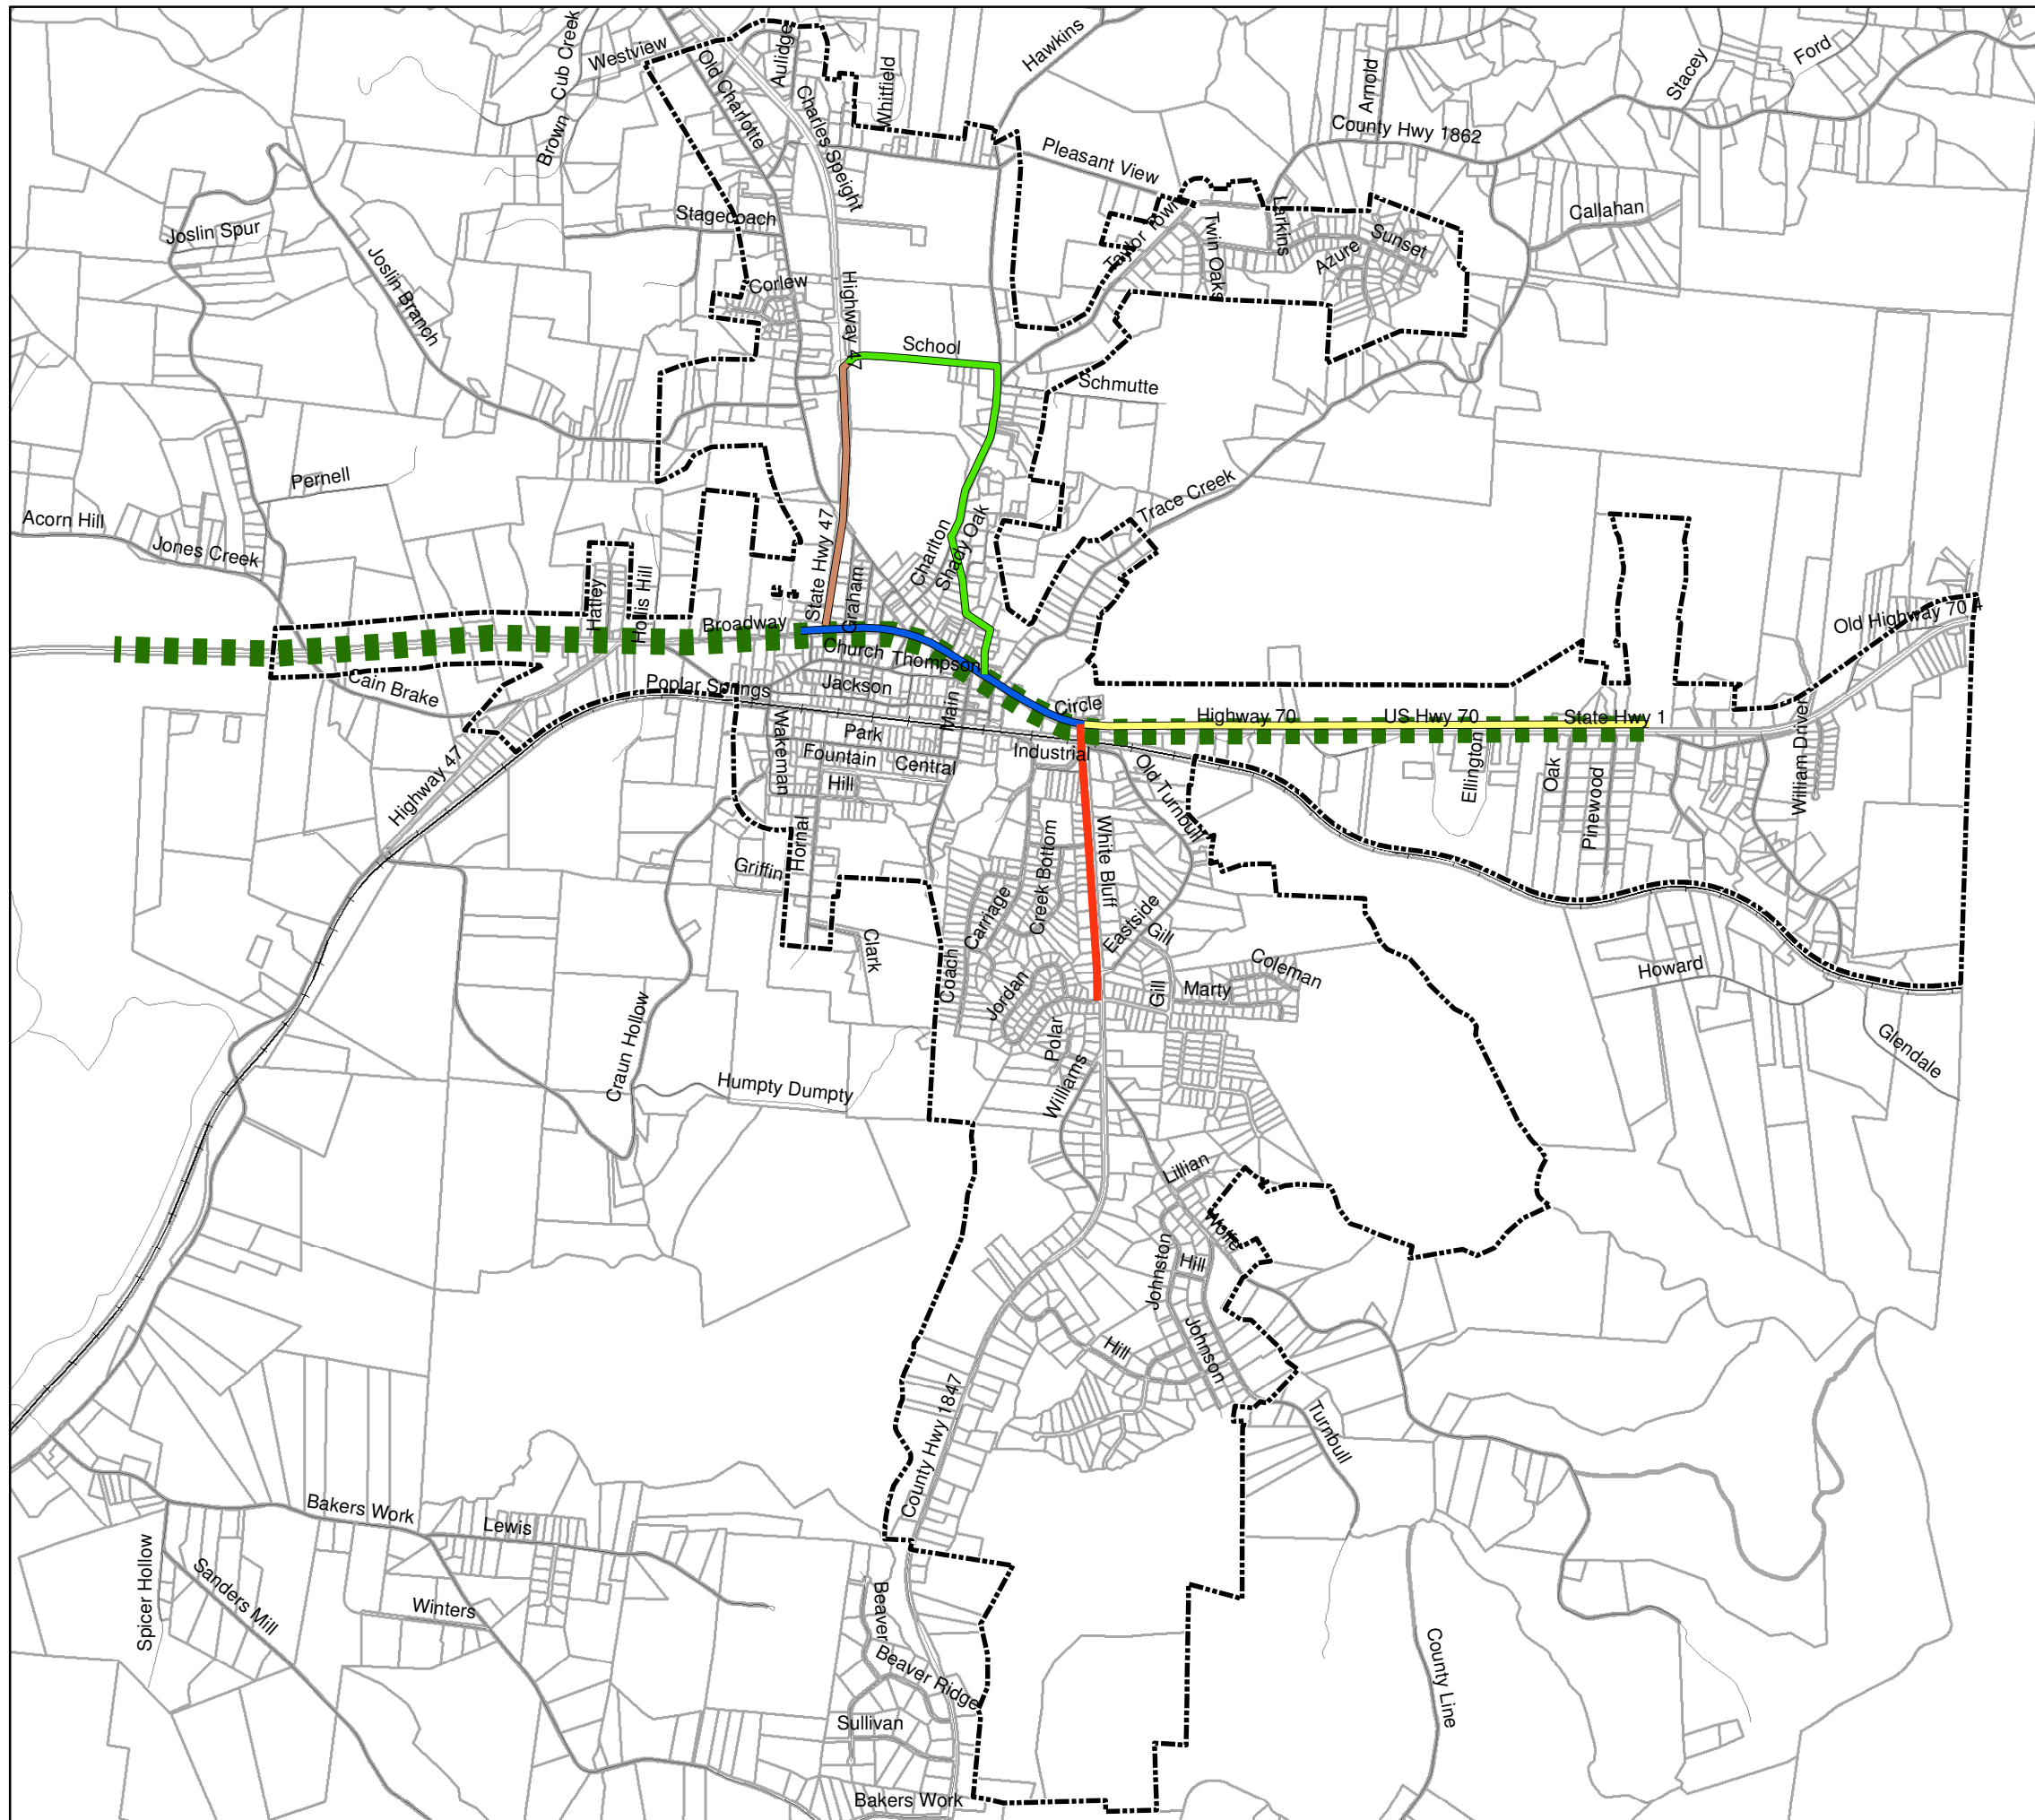 Cub Creek
Westview
Aulidge
Old Charlotte
Whitfield
Hawkins
Charles Speight
Brown
Arnold
Stacey
Ford
County Hwy 1862
Pleasant View
Joslin Spur
Stagecoach
Taylor Town
Twin Oaks
Larkins
Azure
Sunset
Callahan
Joslin Branch
Corlew
Highway 47
School
Schmutte
Pernell
Acorn Hill
Jones Creek
Trace Creek
State Hwy 47
Charlton
Shady Oak
Graham
Hatley
Hollis Hill
Broadway
Church
Thompson
Old Highway 70 4
Cain Brake
Poplar Springs
Jackson
Main
Circle
Highway 70
US Hwy 70
State Hwy 1
Wakeman
Park
Fountain
Central
Hill
Industrial
Old Turnbull
Ellington
Oak
Pinewood
William Driver
Highway 47
Hornal
Griffin
White Bluff
Creek Bottom
Carriage
Clark
Coach
Jordan
Eastside
Gill
Gill
Marty
Coleman
Howard
Glendale
Craun Hollow
Humpty Dumpty
Polar
Williams
Lillian
Wolfe
Johnston
Hill
Hill
Johnson
County Hwy 1847
Turnbull
Bakers Work
Lewis
Spicer Hollow
Sanders Mill
Winters
Beaver
Beaver Ridge
Sullivan
Bakers Work
County Line